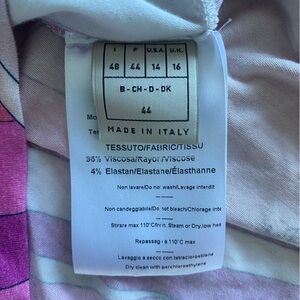 I F U.S.A. U.K.
48 44 14 16
B-CH-D-DK
44
MADE IN ITALY
TESSUTO/FABRIC/TISSU
Viscosa/Rayon/Viscose
4% Elastan/Elastane/Élasthanne
Non lavare/Do not wash/Lavage interdit
Non candeggiabile/Do not bleach/Chlorage inte
Stirare max 110°C/Iron, Steam or Dry, low hea
Repassage à 110°C max
Lavaggio a secco con tetracloroetilene
Dry clean with perchloroethylene